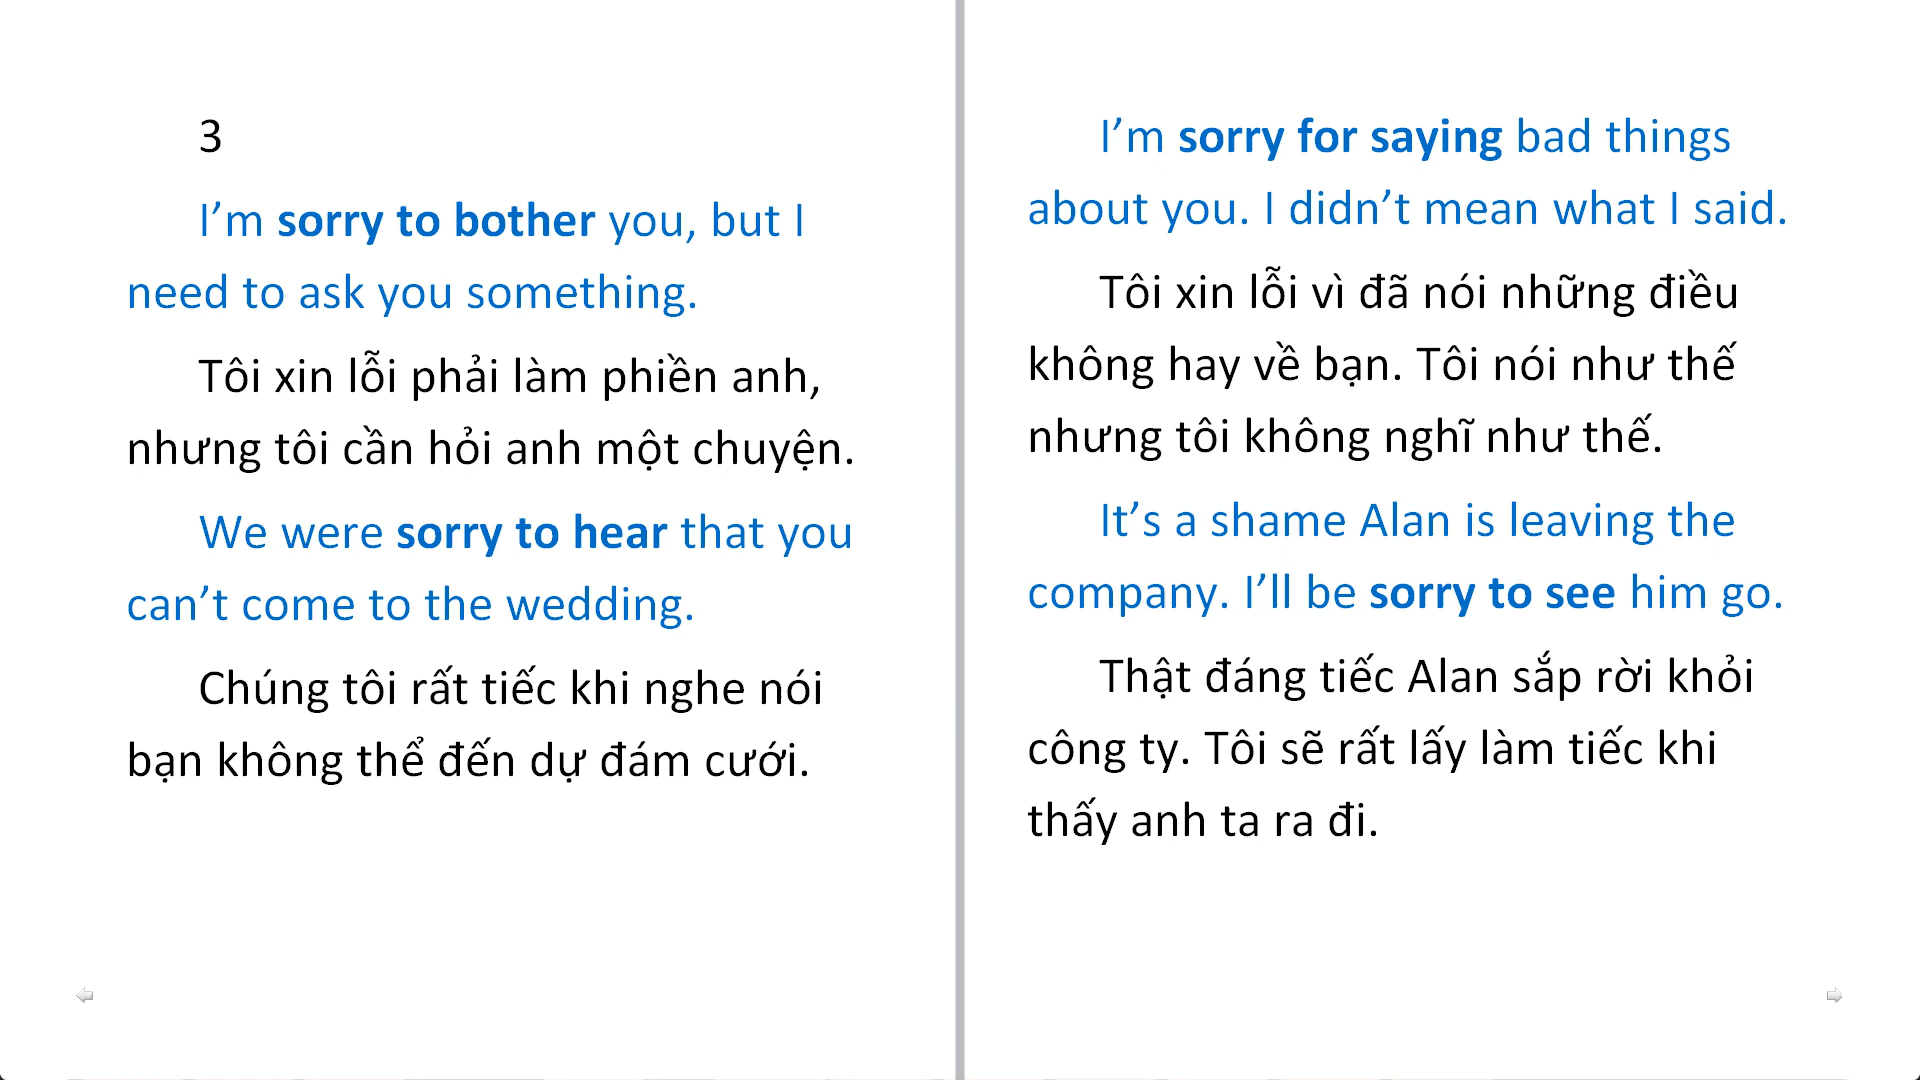 3
I’m sorry to bother you, but I
need to ask you something.
Tôi xin lỗi phải làm phiền anh,
nhưng tôi cần hỏi anh một chuyện.
We were sorry to hear that you
can’t come to the wedding.
Chúng tôi rất tiếc khi nghe nói
bạn không thể đến dự đám cưới.
I’m sorry for saying bad things
about you. I didn’t mean what I said.
Tôi xin lỗi vì đã nói những điều
không hay về bạn. Tôi nói như thế
nhưng tôi không nghĩ như thế.
It’s a shame Alan is leaving the
company. I’ll be sorry to see him go.
Thật đáng tiếc Alan sắp rời khỏi
công ty. Tôi sẽ rất lấy làm tiếc khi
thấy anh ta ra đi.